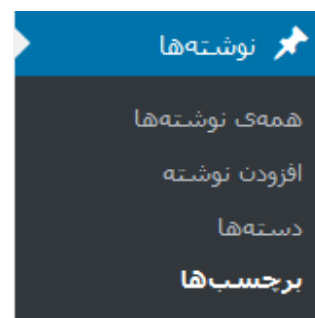 نوشته‌ها
همه‌ی نوشته‌ها
افزودن نوشته
دسته‌ها
برچسب‌ها